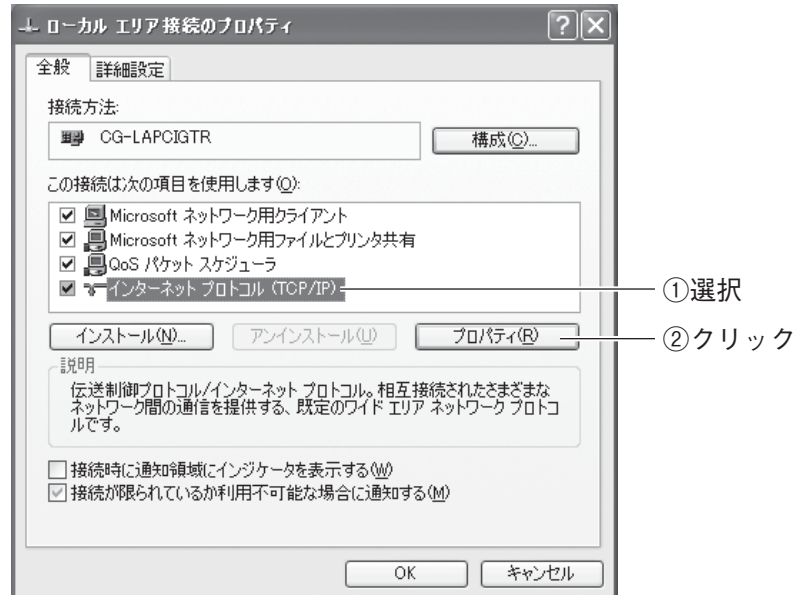 ローカル エリア接続のプロパティ
全般
詳細設定
接続方法:
CG-LAPCIGTR
構成(C)...
この接続は次の項目を使用します(O):
Microsoft ネットワーク用クライアント
Microsoft ネットワーク用ファイルとプリンタ共有
QoS パケット スケジューラ
インターネット プロトコル (TCP/IP)
①選択
インストール(N)...
アンインストール(U)
プロパティ(R)
②クリック
説明
伝送制御プロトコル/インターネット プロトコル。相互接続されたさまざまな
ネットワーク間の通信を提供する、既定のワイド エリア ネットワーク プロトコ
ルです。
接続時に通知領域にインジケータを表示する(W)
接続が限られているか利用不可能な場合に通知する(M)
OK
キャンセル